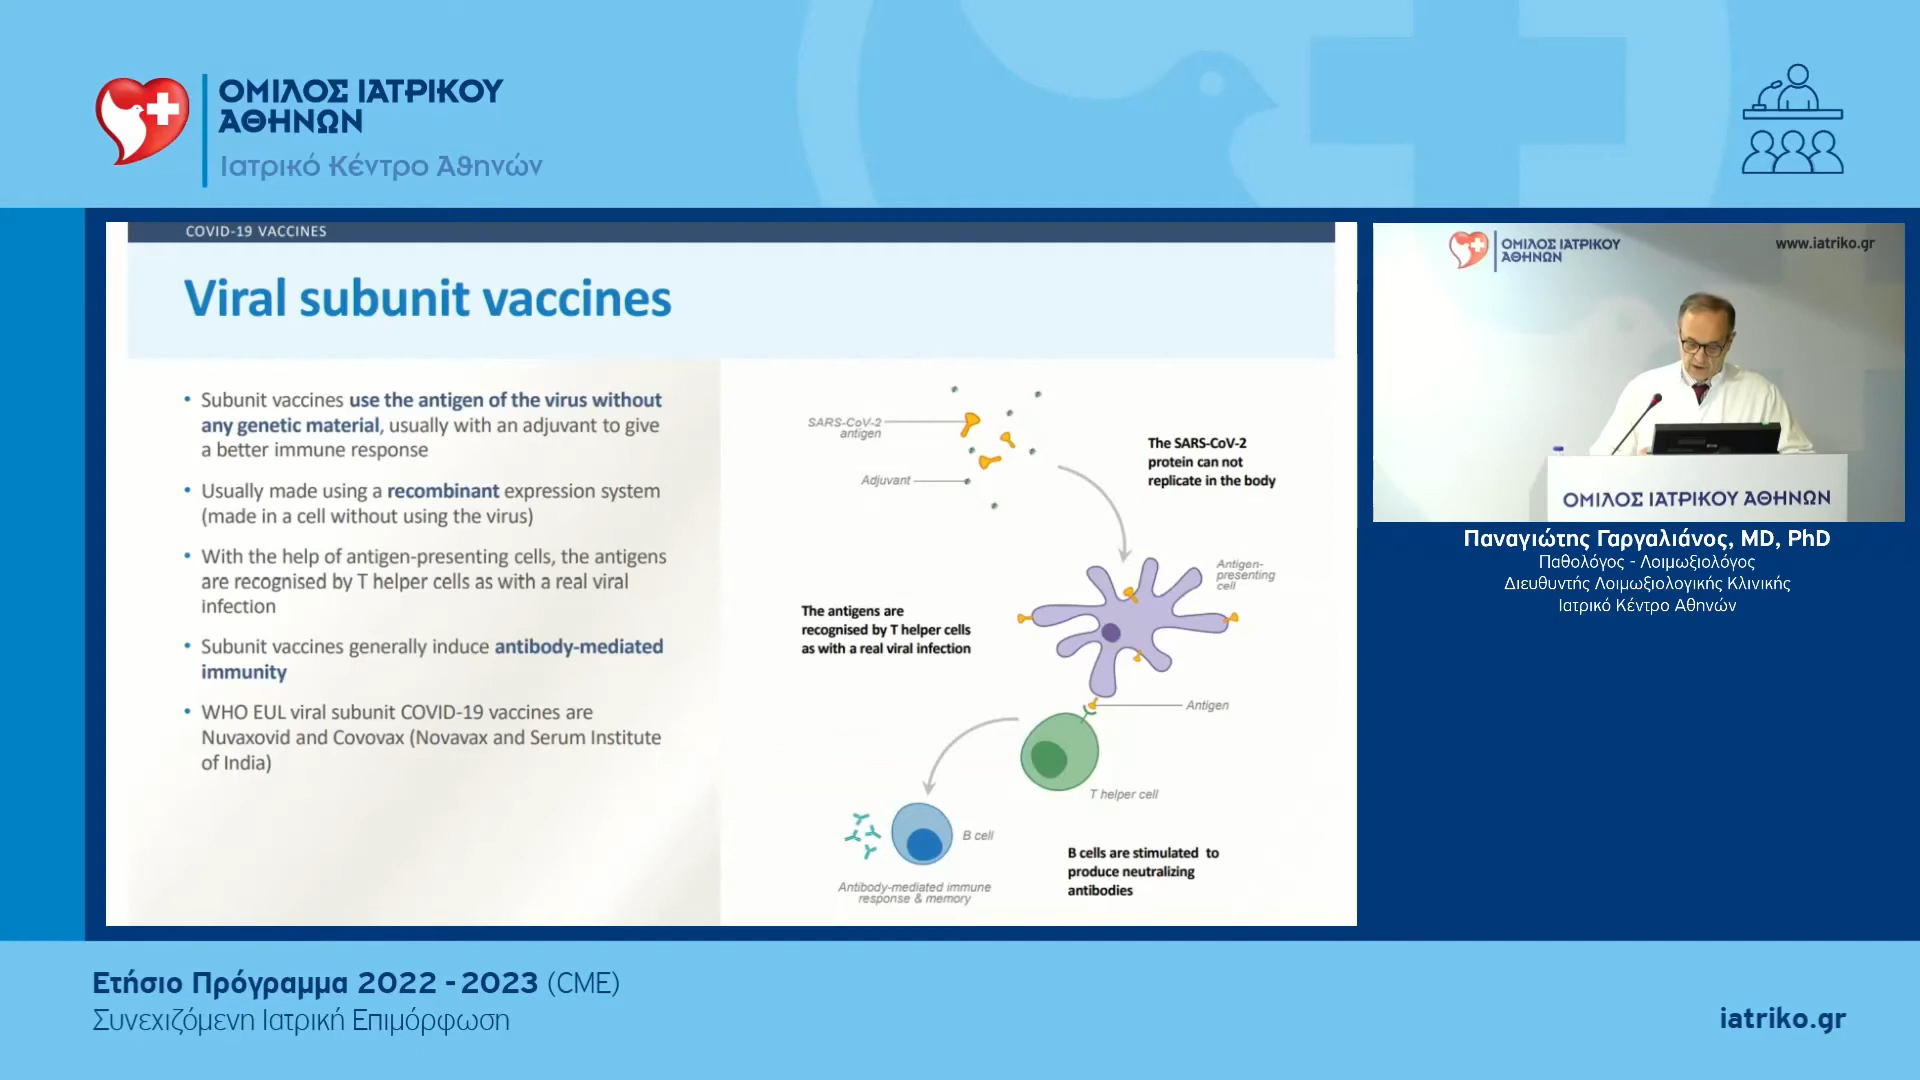 ΟΜΙΛΟΣ ΙΑΤΡΙΚΟΥ
ΑΘΗΝΩΝ
Ιατρικό Κέντρο Αθηνών
COVID-19 VACCINES
Viral subunit vaccines
• Subunit vaccines use the antigen of the virus without
any genetic material, usually with an adjuvant to give
a better immune response
• Usually made using a recombinant expression system
(made in a cell without using the virus)
• With the help of antigen-presenting cells, the antigens
are recognised by T helper cells as with a real viral
infection
• Subunit vaccines generally induce antibody-mediated
immunity
• WHO EUL viral subunit COVID-19 vaccines are
Nuvaxovid and Covovax (Novavax and Serum Institute
of India)
SARS-CoV-2
antigen
Adjuvant
The SARS-CoV-2
protein can not
replicate in the body
Antigen-
presenting
cell
The antigens are
recognised by T helper cells
as with a real viral infection
Antigen
T helper cell
B cell
Antibody-mediated immune
response & memory
B cells are stimulated to
produce neutralizing
antibodies
ΟΜΙΛΟΣ ΙΑΤΡΙΚΟΥ
ΑΘΗΝΩΝ
www.iatriko.gr
ΟΜΙΛΟΣ ΙΑΤΡΙΚΟΥ ΑΘΗΝΩΝ
Παναγιώτης Γαργαλιάνος, MD, PhD
Παθολόγος - Λοιμωξιολόγος
Διευθυντής Λοιμωξιολογικής Κλινικής
Ιατρικό Κέντρο Αθηνών
Ετήσιο Πρόγραμμα 2022 - 2023 (CME)
Συνεχιζόμενη Ιατρική Επιμόρφωση
iatriko.gr